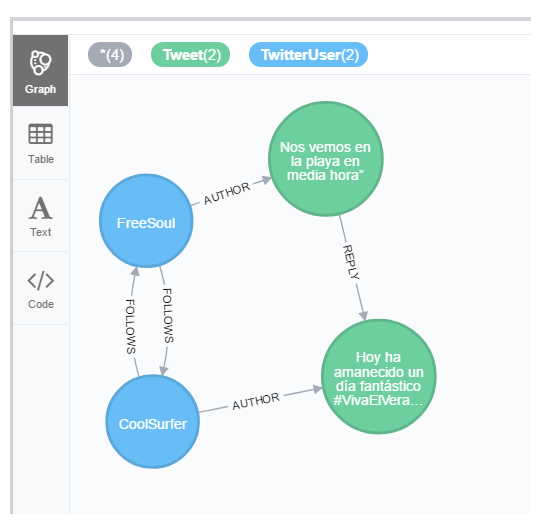 *(4) Tweet(2) TwitterUser(2)
Graph
Table
Text
Code
Nos vemos en
la playa en
media hora"
AUTHOR
FreeSoul
REPLY
FOLLOWS
FOLLOWS
Hoy ha
amanecido un
día fantástico
#VivaElVera…
AUTHOR
CoolSurfer